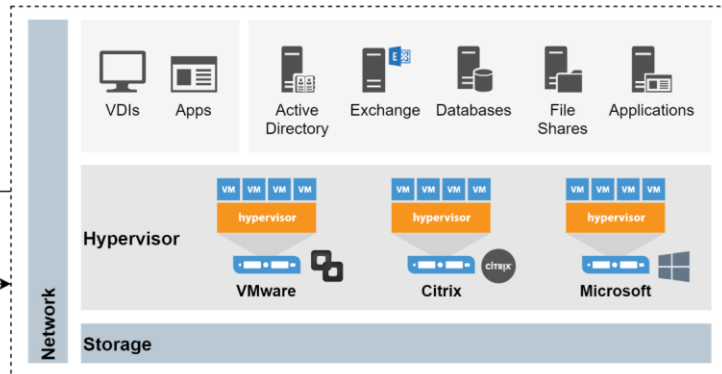 VDIs
Apps
Active
Directory
E
Exchange
Databases
File
Shares
Applications
Network
Hypervisor
VM VM VM VM
hypervisor
VMware
VM VM VM VM
hypervisor
CiTRIX
Citrix
VM VM VM VM
hypervisor
Microsoft
Storage